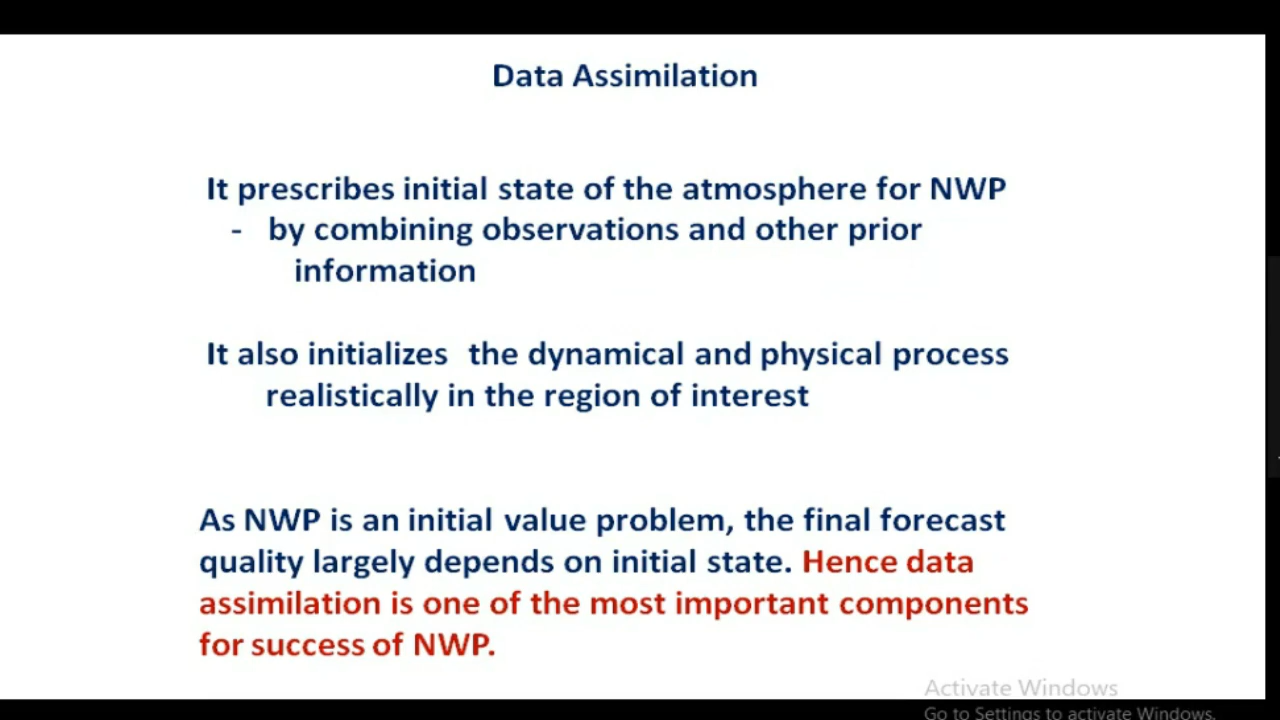 Data Assimilation
It prescribes initial state of the atmosphere for NWP
- by combining observations and other prior
information
It also initializes the dynamical and physical process
realistically in the region of interest
As NWP is an initial value problem, the final forecast
quality largely depends on initial state. Hence data
assimilation is one of the most important components
for success of NWP.
Activate Windows
Go to Settings to activate Windows.